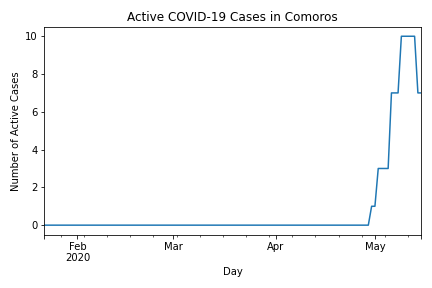 Active COVID-19 Cases in Comoros
10
8
6
4
2
0
Number of Active Cases
Feb Mar Apr May
2020
Day